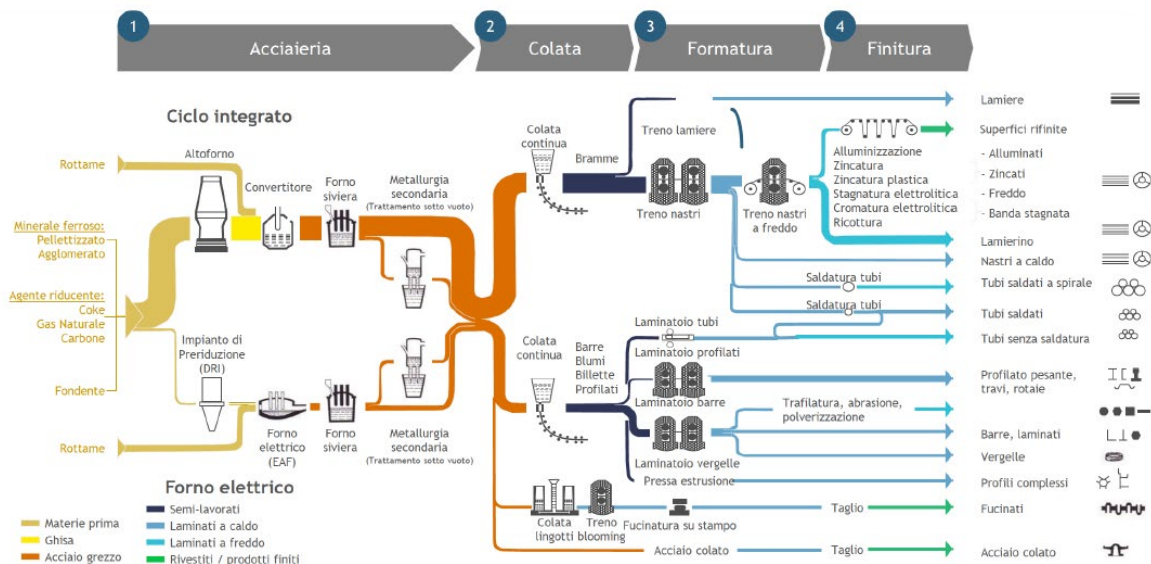 1
Acciaieria
2
Colata
3
Formatura
4
Finitura
Ciclo integrato
Rottame
Altoforno
Convertitore
Forno
siviera
Metallurgia
secondaria
(Trattamento sotto vuoto)
Minerale ferroso:
Pellettizzato
Agglomerato
Agente riducente:
Coke
Gas Naturale
Carbone
Fondente
Rottame
Impianto di
Preriduzione
(DRI)
Forno
elettrico
(EAF)
Forno
siviera
Metallurgia
secondaria
(Trattamento sotto vuoto)
Forno elettrico
Materie prima
Ghisa
Acciaio grezzo
Semi-lavorati
Laminati a caldo
Laminati a freddo
Rivestiti / prodotti finiti
Colata
continua
Bramme
Treno lamiere
Treno nastri
Treno nastri
a freddo
Alluminizzazione
Zincatura
Zincatura plastica
Stagnatura elettrolitica
Cromatura elettrolitica
Ricottura
Saldatura tubi
Saldatura tubi
Colata
continua
Barre
Blumi
Billette
Profilati
Laminatoio tubi
Laminatoio profilati
Laminatoio barre
Laminatoio vergelle
Pressa estrusione
Trafilatura, abrasione,
polverizzazione
Colata
lingotti
Treno
blooming
Fucinatura su stampo
Taglio
Acciaio colato
Taglio
Lamiere
Superfici rifinite
- Alluminati
- Zincati
- Freddo
- Banda stagnata
Lamierino
Nastri a caldo
Tubi saldati a spirale
Tubi saldati
Tubi senza saldatura
Profilato pesante,
travi, rotaie
Barre, laminati
Vergelle
Profili complessi
Fucinati
Acciaio colato